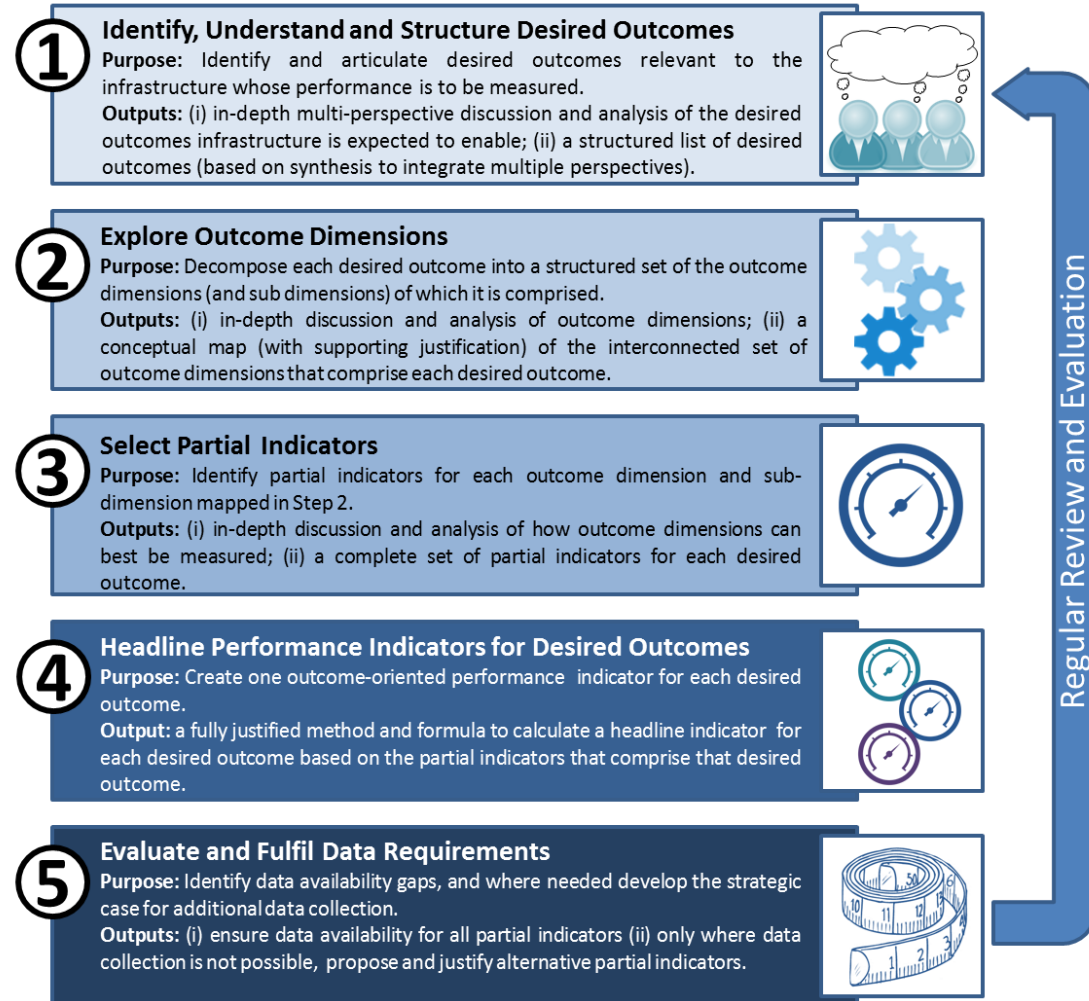 1
Identify, Understand and Structure Desired Outcomes
Purpose: Identify and articulate desired outcomes relevant to the
infrastructure whose performance is to be measured.
Outputs: (i) in-depth multi-perspective discussion and analysis of the desired
outcomes infrastructure is expected to enable; (ii) a structured list of desired
outcomes (based on synthesis to integrate multiple perspectives).
2
Explore Outcome Dimensions
Purpose: Decompose each desired outcome into a structured set of the outcome
dimensions (and sub dimensions) of which it is comprised.
Outputs: (i) in-depth discussion and analysis of outcome dimensions; (ii) a
conceptual map (with supporting justification) of the interconnected set of
outcome dimensions that comprise each desired outcome.
3
Select Partial Indicators
Purpose: Identify partial indicators for each outcome dimension and sub-
dimension mapped in Step 2.
Outputs: (i) in-depth discussion and analysis of how outcome dimensions can
best be measured; (ii) a complete set of partial indicators for each desired
outcome.
4
Headline Performance Indicators for Desired Outcomes
Purpose: Create one outcome-oriented performance indicator for each desired
outcome.
Output: a fully justified method and formula to calculate a headline indicator for
each desired outcome based on the partial indicators that comprise that desired
outcome.
5
Evaluate and Fulfil Data Requirements
Purpose: Identify data availability gaps, and where needed develop the strategic
case for additional data collection.
Outputs: (i) ensure data availability for all partial indicators (ii) only where data
collection is not possible, propose and justify alternative partial indicators.
50
10 11 12 13
1 2 3
Regular Review and Evaluation